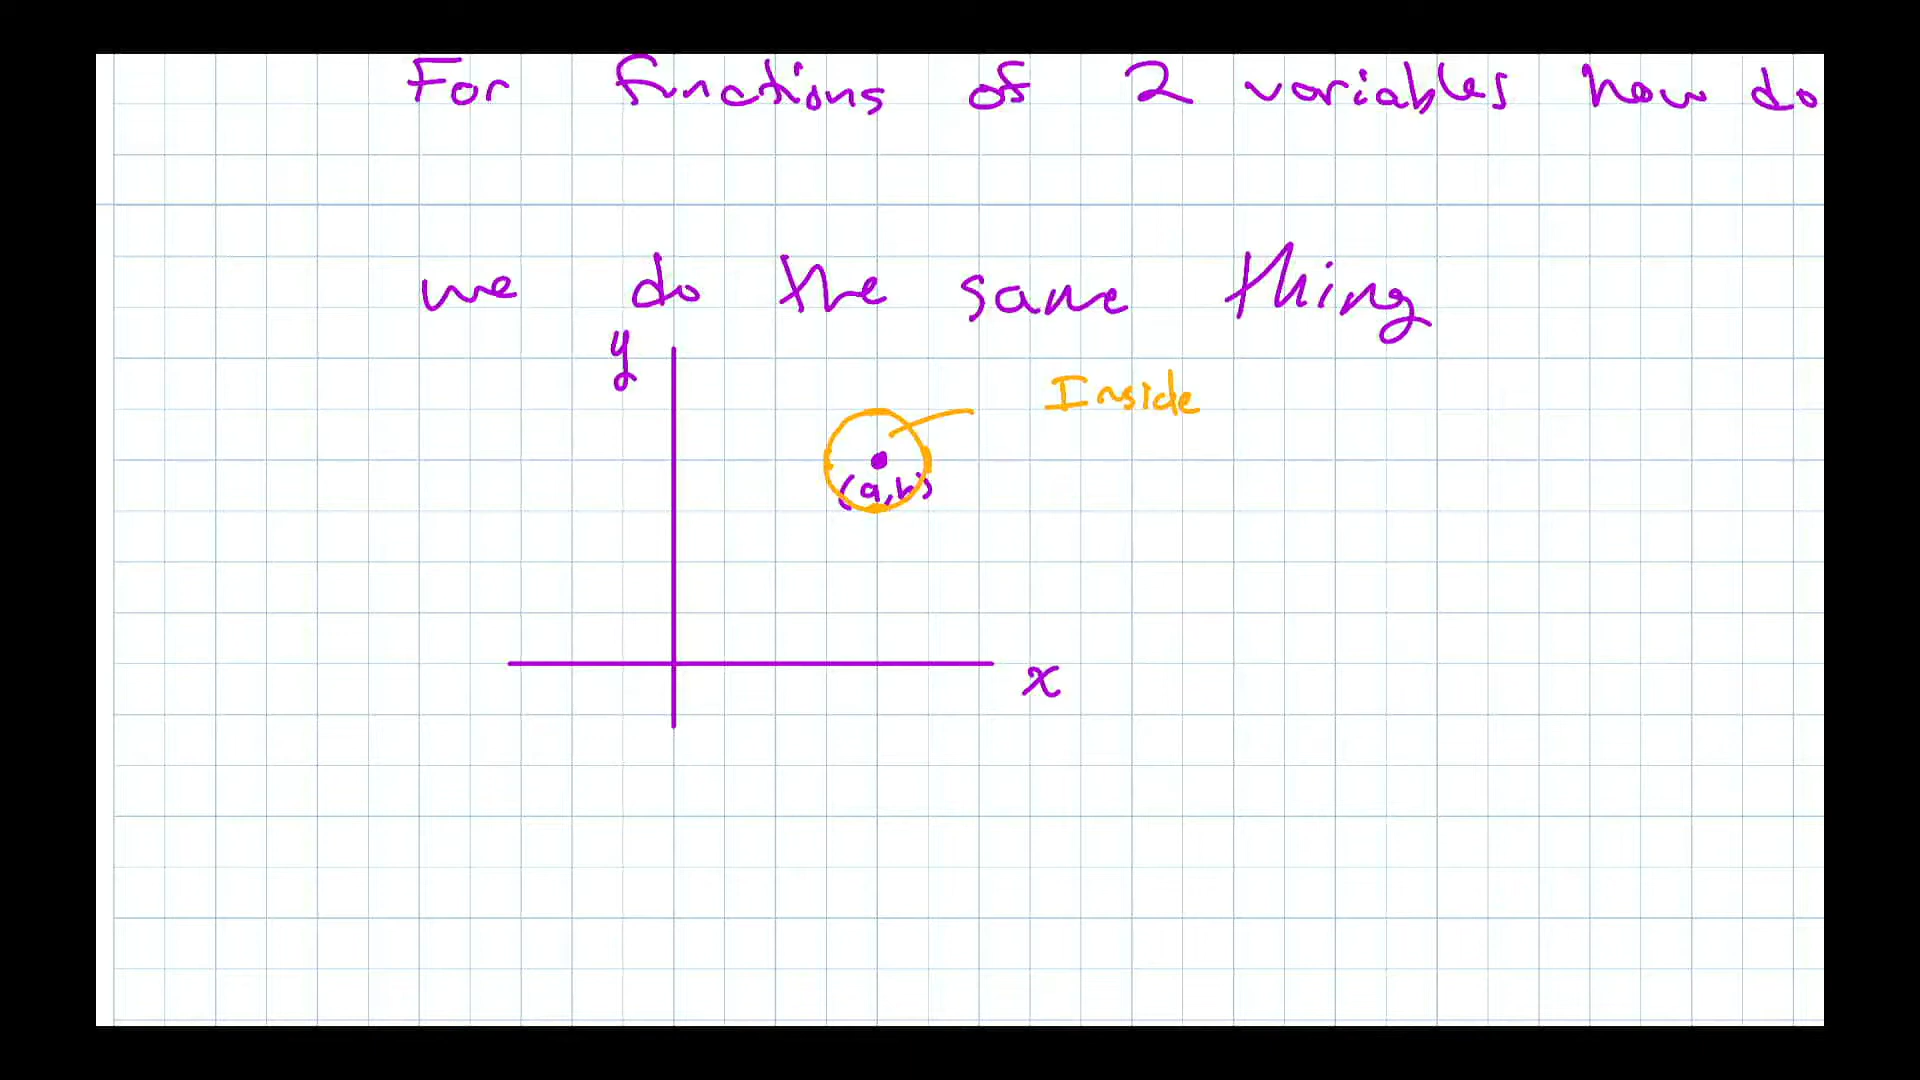 For functions of 2 variables how do
we do the same thing
y
Inside
(a,b)
x